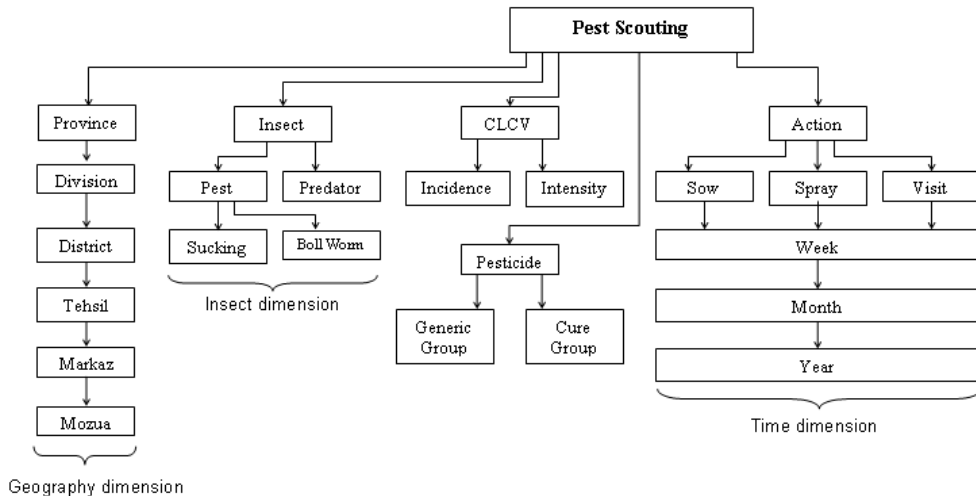 Pest Scouting
Province
Insect
CLCV
Action
Division
Pest
Predator
Incidence
Intensity
Sow
Spray
Visit
District
Sucking
Boll Worm
Week
Pesticide
Insect dimension
Tehsil
Month
Generic
Group
Cure
Group
Markaz
Year
Mozua
Time dimension
Geography dimension